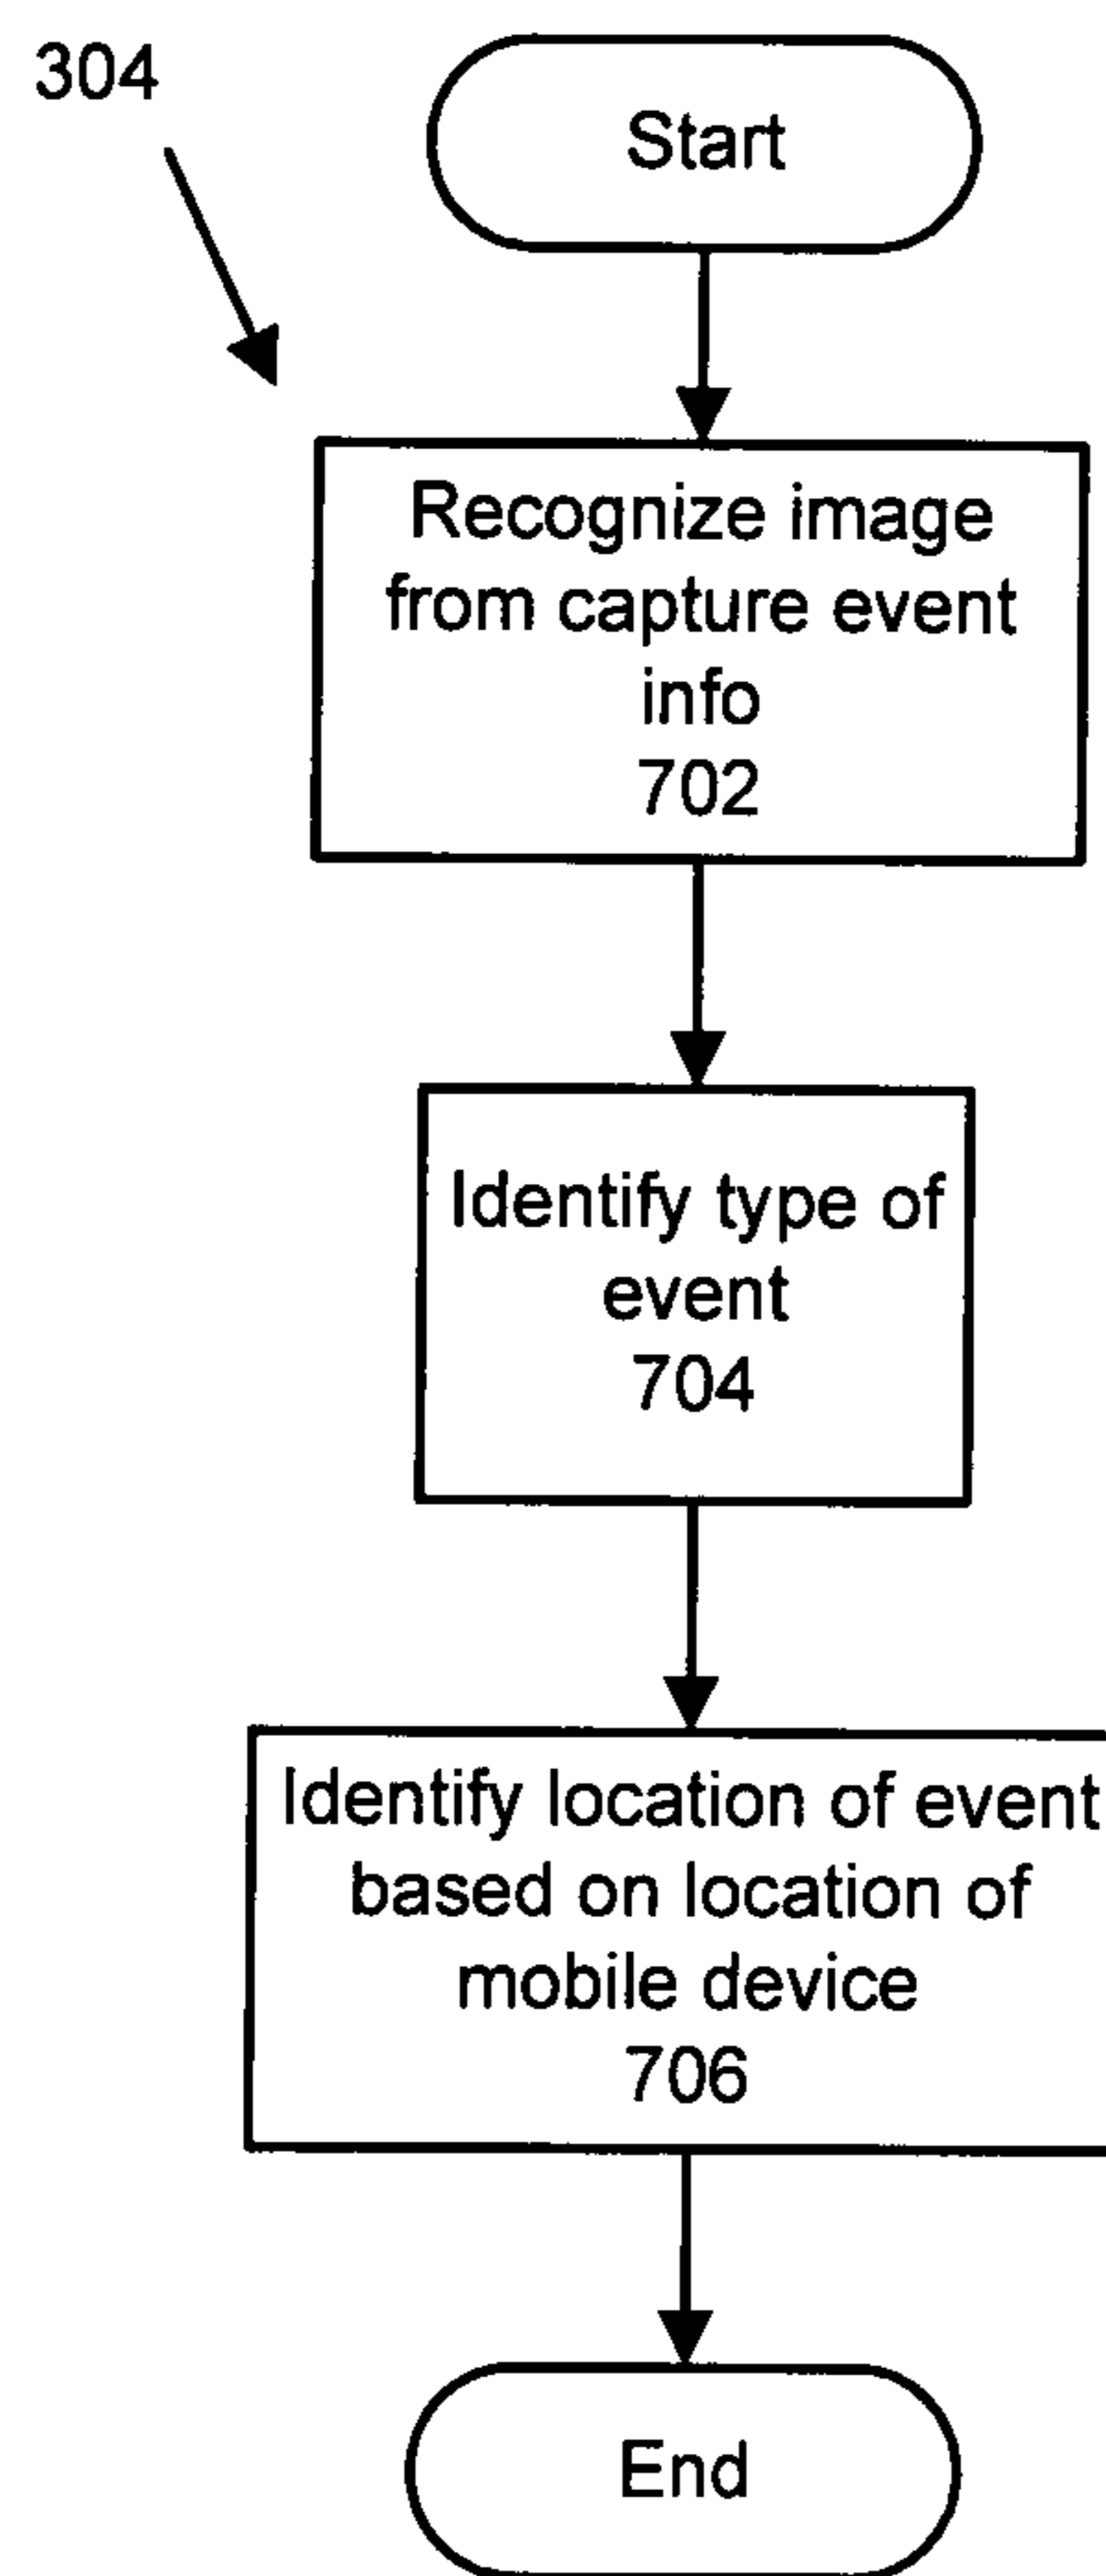 304
Start
Recognize image
from capture event
info
702
Identify type of
event
704
Identify location of event
based on location of
mobile device
706
End